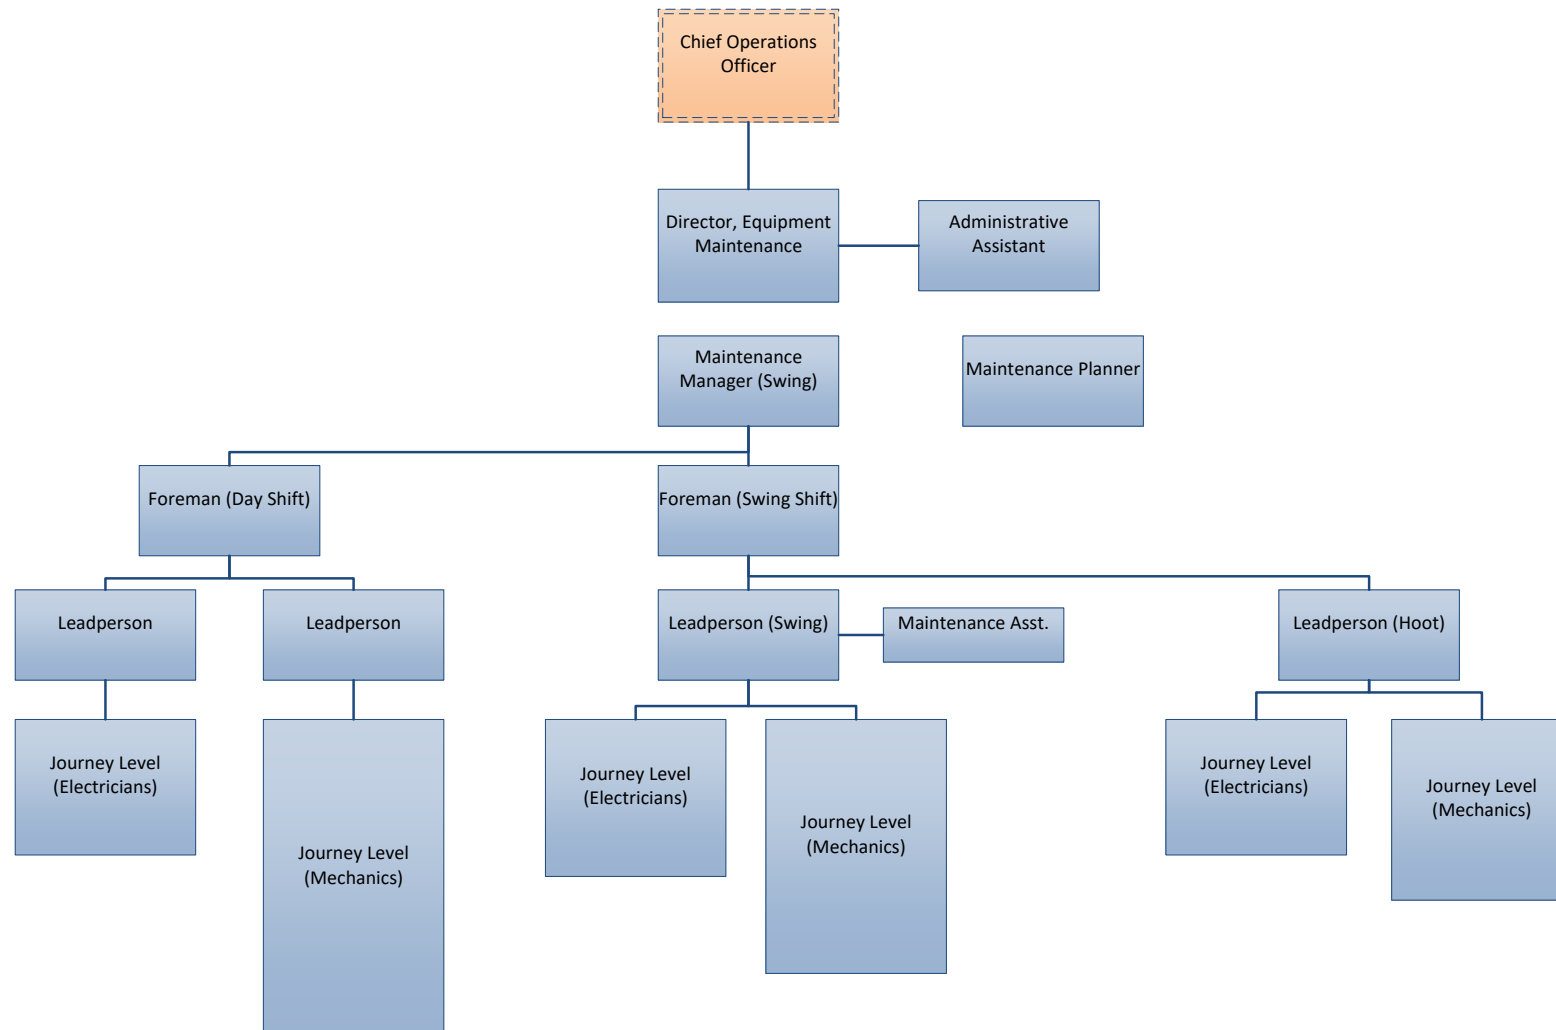 Chief Operations
Officer
Director, Equipment
Maintenance
Administrative
Assistant
Maintenance
Manager (Swing)
Maintenance Planner
Foreman (Day Shift)
Foreman (Swing Shift)
Leadperson
Leadperson
Leadperson (Swing)
Maintenance Asst.
Leadperson (Hoot)
Journey Level
(Electricians)
Journey Level
(Mechanics)
Journey Level
(Electricians)
Journey Level
(Mechanics)
Journey Level
(Electricians)
Journey Level
(Mechanics)